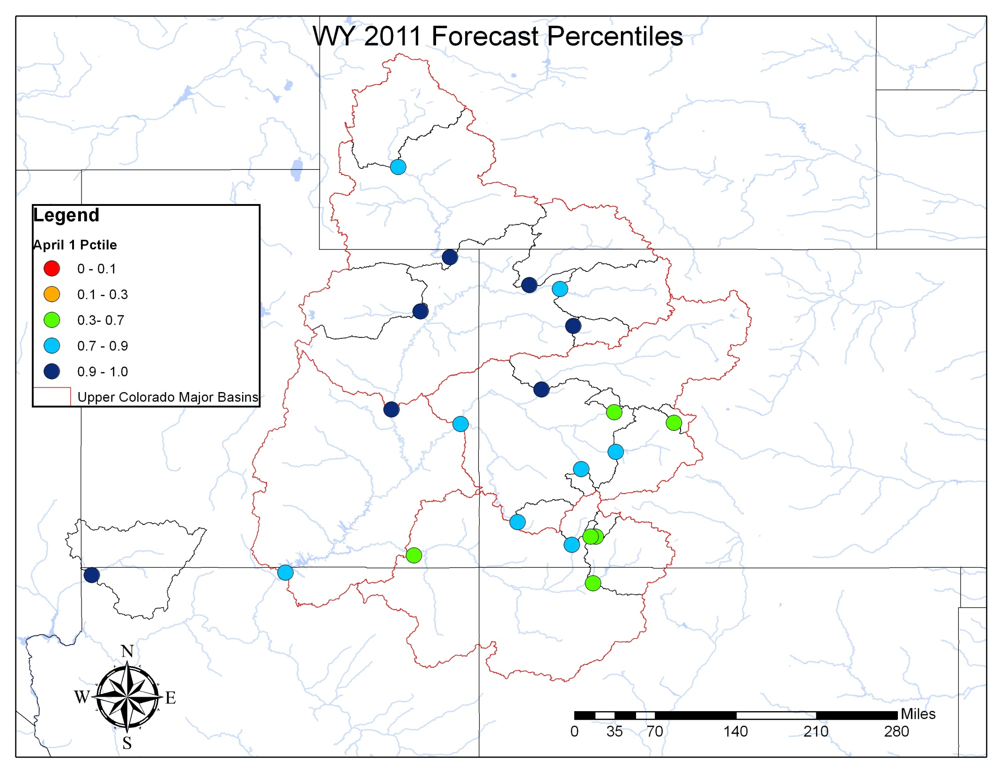 WY 2011 Forecast Percentiles
Legend
April 1 Pctile
0 - 0.1
0.1 - 0.3
0.3- 0.7
0.7 - 0.9
0.9 - 1.0
Upper Colorado Major Basins
N
W E
S
Miles
0 35 70 140 210 280